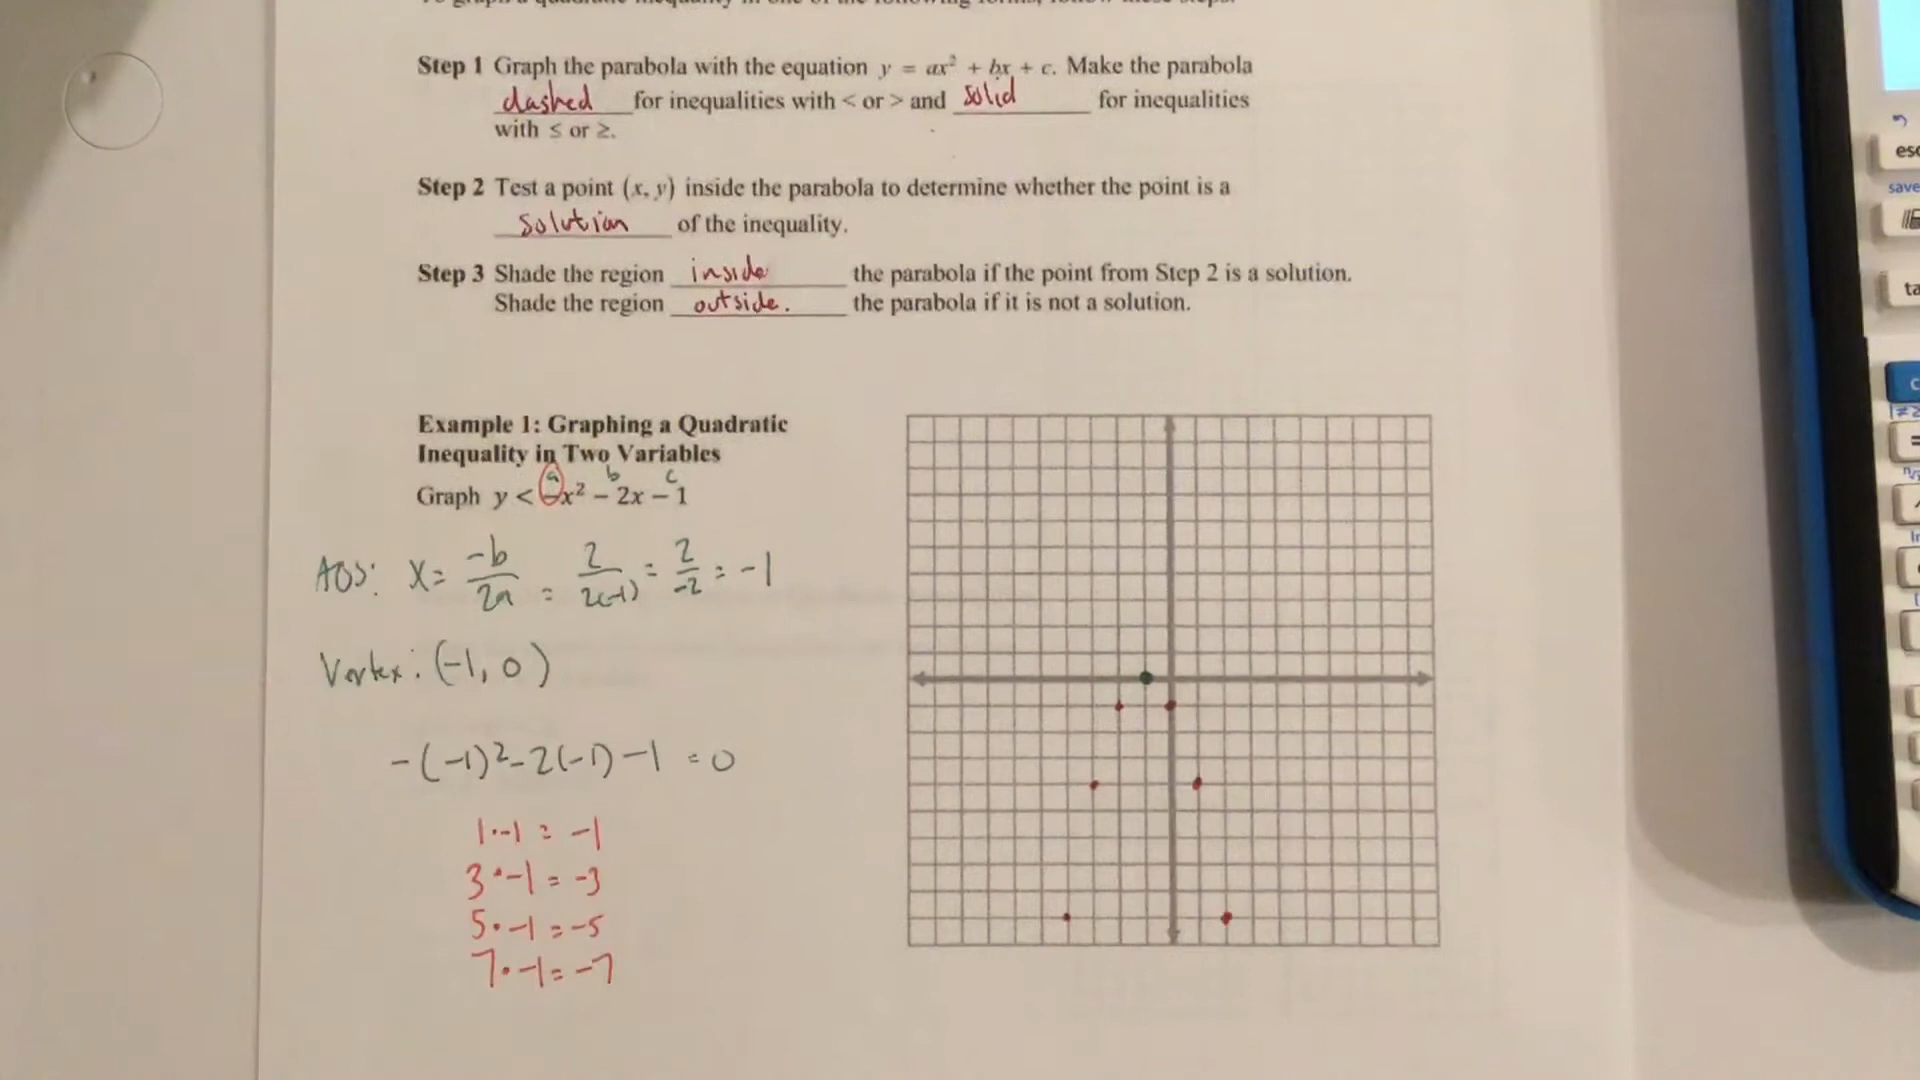 Step 1 Graph the parabola with the equation y = ax² + bx + c. Make the parabola
dashed for inequalities with < or > and solid for inequalities
with ≤ or ≥.
Step 2 Test a point (x, y) inside the parabola to determine whether the point is a
solution of the inequality.
Step 3 Shade the region inside the parabola if the point from Step 2 is a solution.
Shade the region outside. the parabola if it is not a solution.
Example 1: Graphing a Quadratic
Inequality in Two Variables
a b c
Graph y < −x² − 2x − 1
AOS: x = -b/2a = 2/2(-1) = 2/-2 = -1
Vertex: (-1, 0)
-(-1)² - 2(-1) - 1 = 0
1·-1 = -1
3·-1 = -3
5·-1 = -5
7·-1 = -7
esc
save